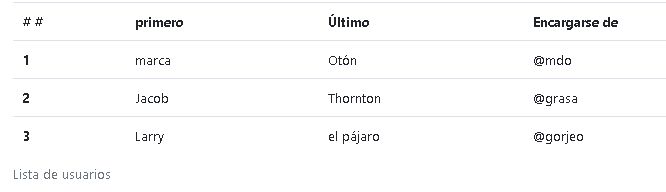 # # primero Último Encargarse de
1 marca Otón @mdo
2 Jacob Thornton @grasa
3 Larry el pájaro @gorjeo
Lista de usuarios